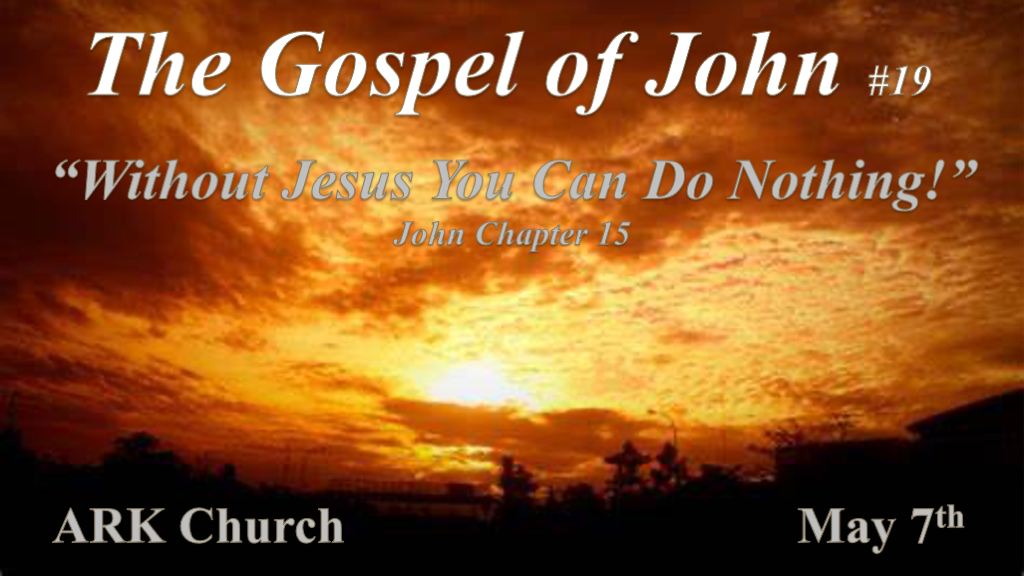 The Gospel of John #19
“Without Jesus You Can Do Nothing!”
John Chapter 15
ARK Church
May 7th